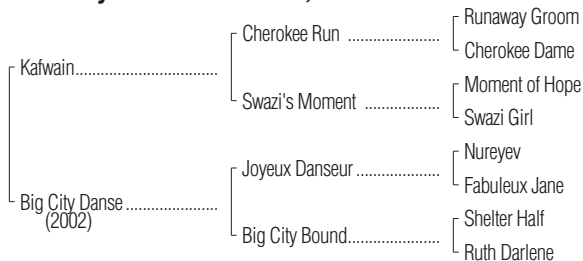 Runaway Groom
Cherokee Run
Cherokee Dame
Kafwain
Moment of Hope
Swazi's Moment
Swazi Girl
Nureyev
Joyeux Danseur
Fabuleux Jane
Big City Danse
(2002)
Shelter Half
Big City Bound
Ruth Darlene